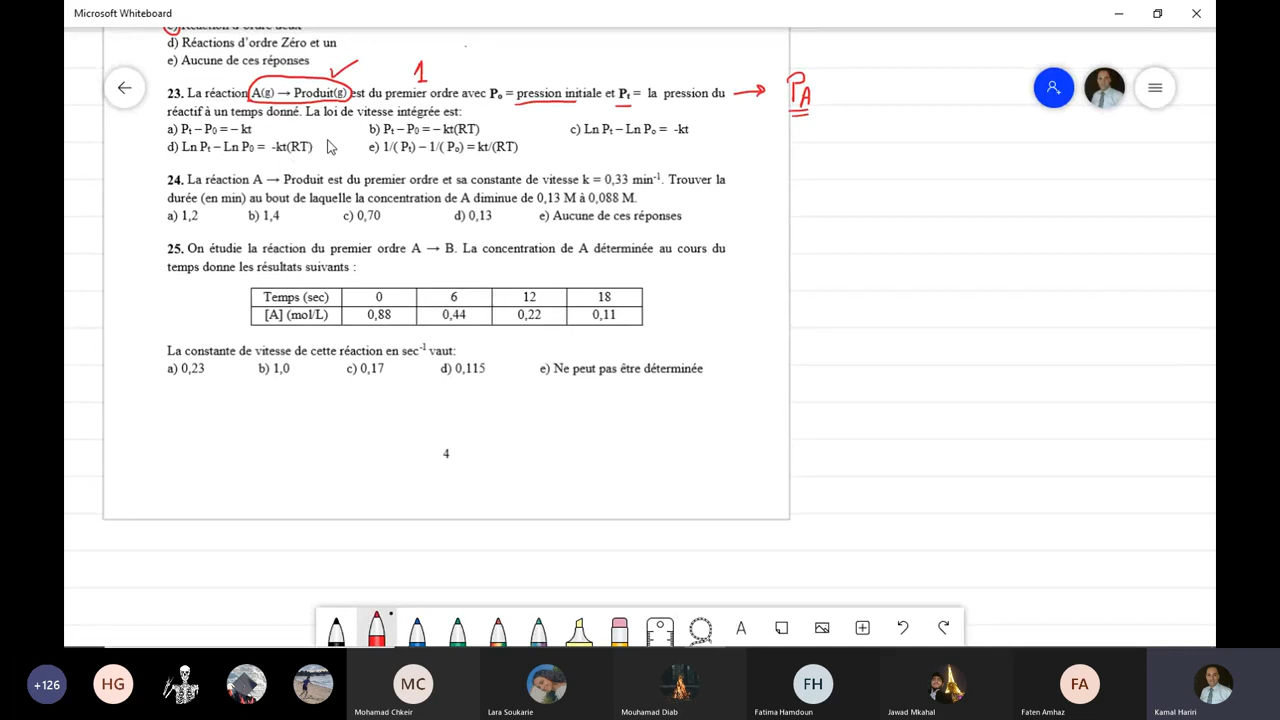 Microsoft Whiteboard
c) Réaction d'ordre deux
d) Réactions d'ordre Zéro et un
e) Aucune de ces réponses
1
23. La réaction A(g) → Produit(g) est du premier ordre avec Po = pression initiale et Pt = la pression du
PA
réactif à un temps donné. La loi de vitesse intégrée est:
a) Pt – P0 = – kt b) Pt – P0 = – kt(RT) c) Ln Pt – Ln Po = -kt
d) Ln Pt – Ln P0 = -kt(RT) e) 1/( Pt) – 1/( Po) = kt/(RT)
24. La réaction A → Produit est du premier ordre et sa constante de vitesse k = 0,33 min-1. Trouver la
durée (en min) au bout de laquelle la concentration de A diminue de 0,13 M à 0,088 M.
a) 1,2 b) 1,4 c) 0,70 d) 0,13 e) Aucune de ces réponses
25. On étudie la réaction du premier ordre A → B. La concentration de A déterminée au cours du
temps donne les résultats suivants :
Temps (sec) 0 6 12 18
[A] (mol/L) 0,88 0,44 0,22 0,11
La constante de vitesse de cette réaction en sec-1 vaut:
a) 0,23 b) 1,0 c) 0,17 d) 0,115 e) Ne peut pas être déterminée
4
A
+126 HG MC FH FA
Mohamad Chkeir Lara Soukarie Mouhamad Diab Fatima Hamdoun Jawad Mkahal Faten Amhaz Kamal Hariri